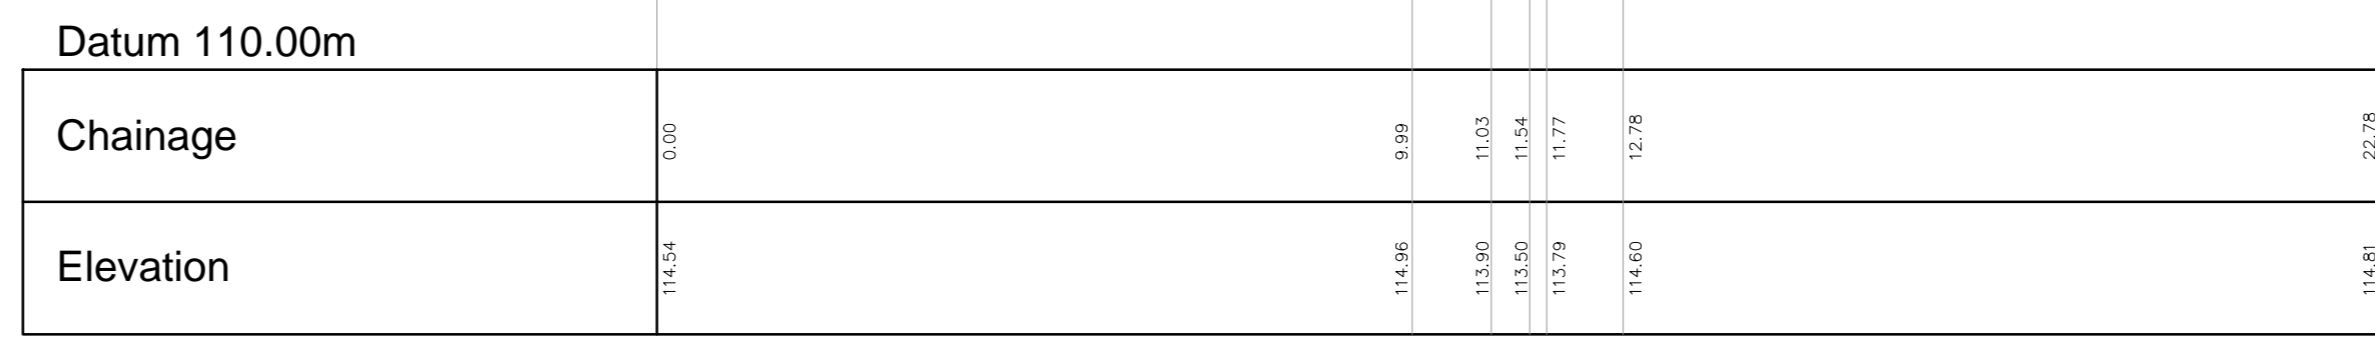 Datum 110.00m
Chainage 0.00 9.99 11.03 11.54 11.77 12.78 22.78
Elevation 114.54 114.96 113.90 113.50 113.79 114.60 114.81